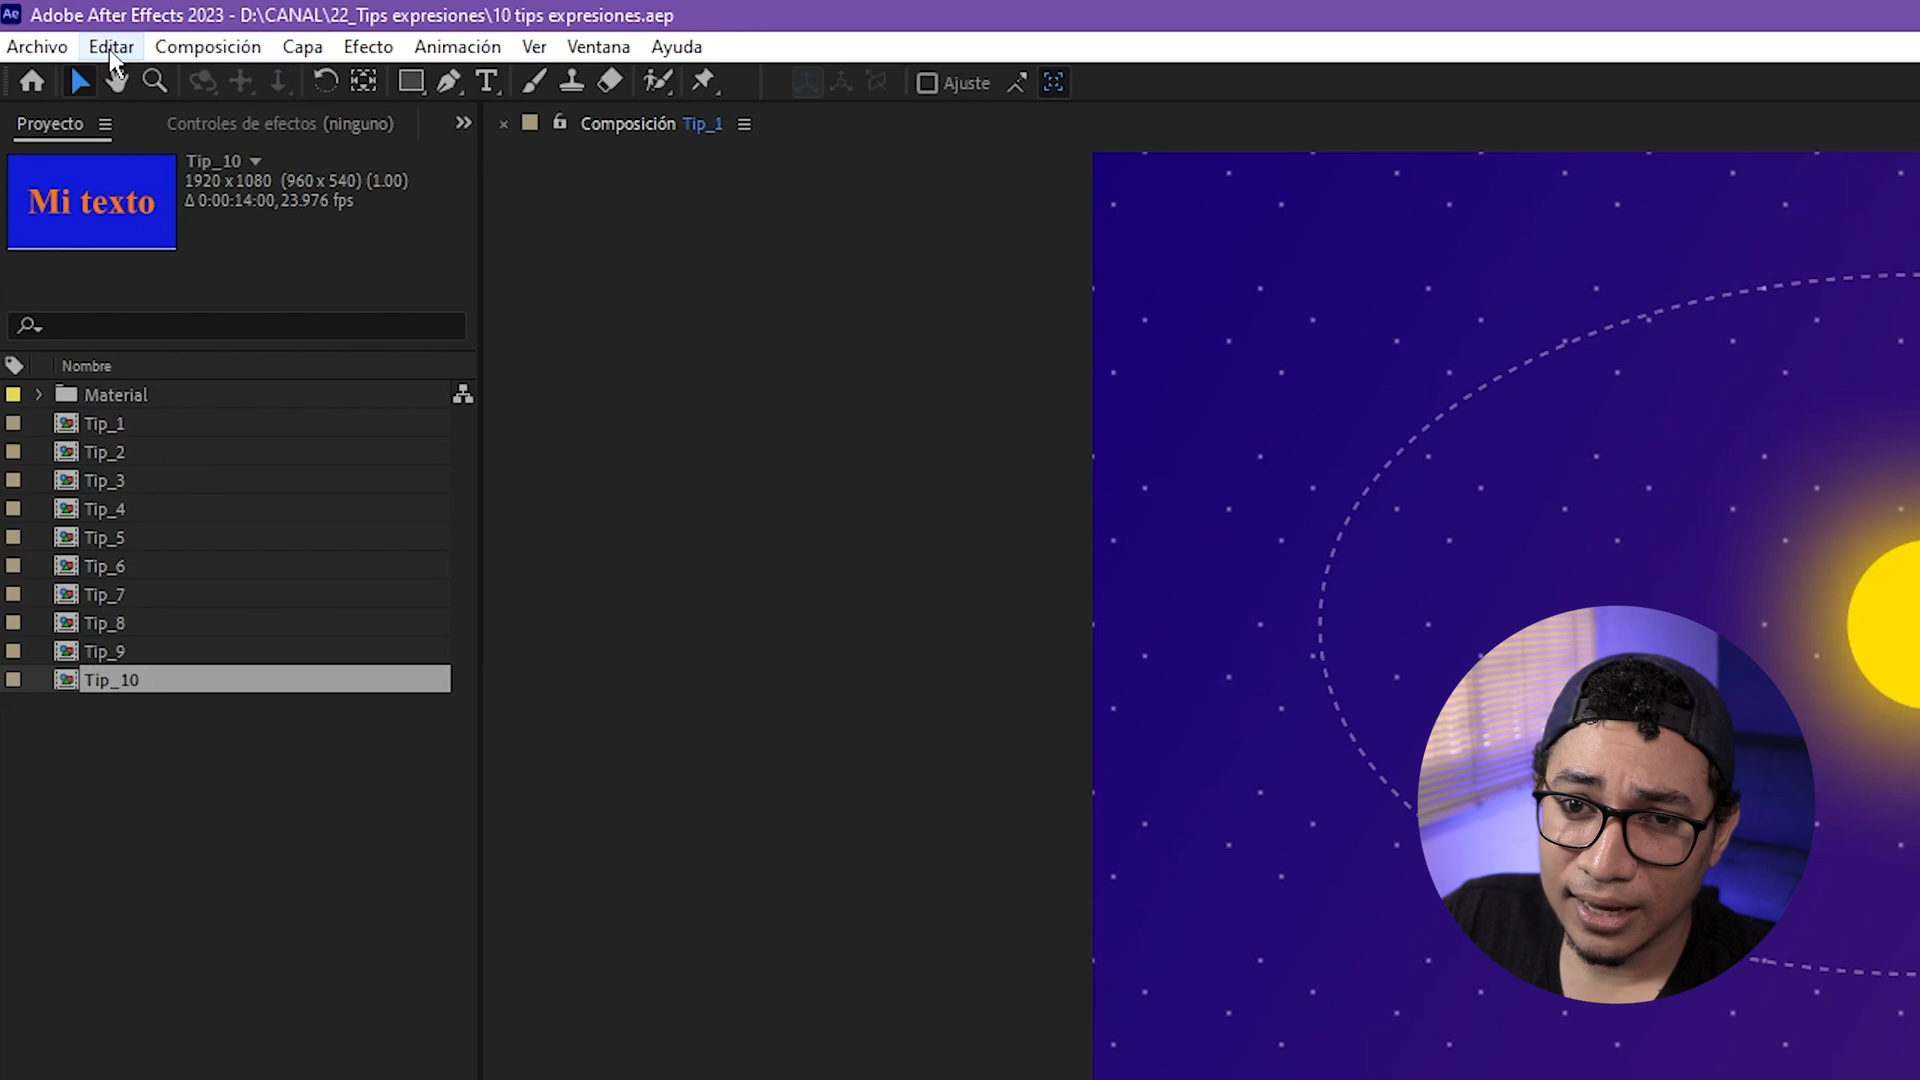 Ae Adobe After Effects 2023 - D:\CANAL\22_Tips expresiones\10 tips expresiones.aep
Archivo Editar Composición Capa Efecto Animación Ver Ventana Ayuda
Ajuste
Proyecto Controles de efectos (ninguno) Composición Tip_1
Mi texto
Tip_10
1920 x 1080 (960 x 540) (1.00)
Δ 0:00:14:00, 23.976 fps
Nombre
Material
Tip_1
Tip_2
Tip_3
Tip_4
Tip_5
Tip_6
Tip_7
Tip_8
Tip_9
Tip_10